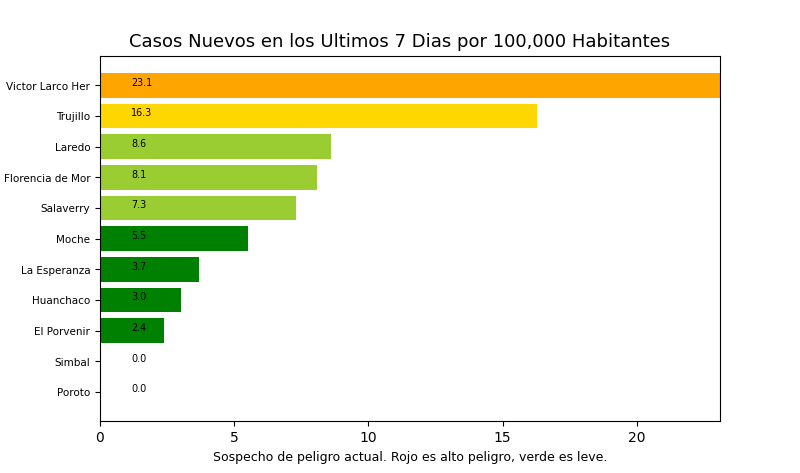 Casos Nuevos en los Ultimos 7 Dias por 100,000 Habitantes
Victor Larco Her 23.1
Trujillo 16.3
Laredo 8.6
Florencia de Mor 8.1
Salaverry 7.3
Moche 5.5
La Esperanza 3.7
Huanchaco 3.0
El Porvenir 2.4
Simbal 0.0
Poroto 0.0
0 5 10 15 20
Sospecho de peligro actual. Rojo es alto peligro, verde es leve.